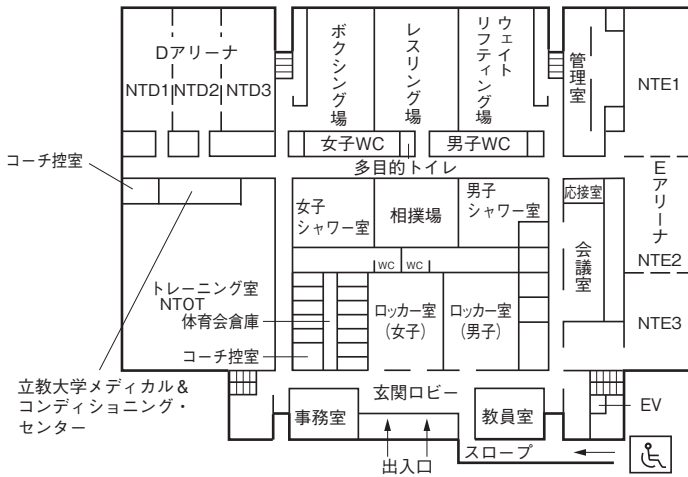 Dアリーナ
NTD1
NTD2
NTD3
ボクシング場
レスリング場
ウェイト
リフティング場
管理室
NTE1
女子WC
男子WC
多目的トイレ
コーチ控室
Eアリーナ
女子
シャワー室
相撲場
男子
シャワー室
応接室
会議室
NTE2
WC
WC
トレーニング室
NTOT
体育会倉庫
ロッカー室
(女子)
ロッカー室
(男子)
NTE3
コーチ控室
立教大学メディカル&
コンディショニング・
センター
玄関ロビー
事務室
教員室
EV
出入口
スロープ